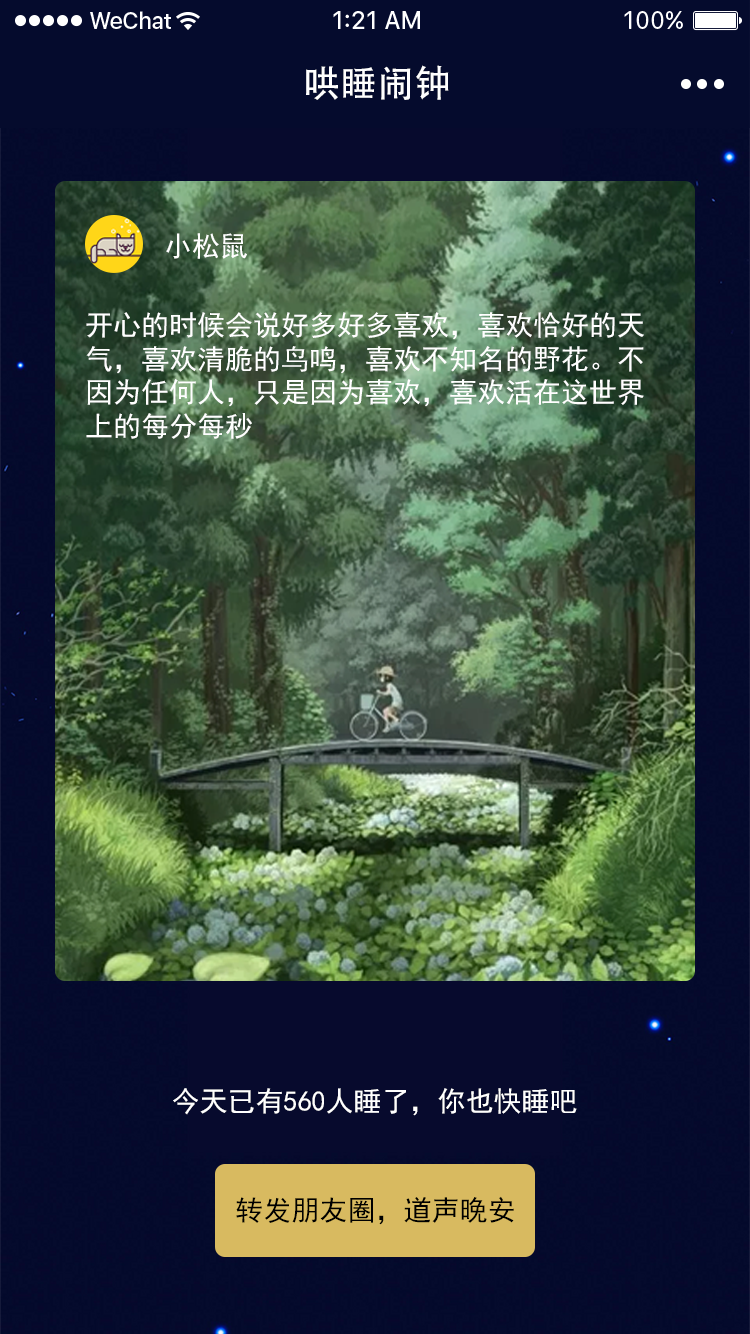 WeChat 1:21 AM 100%
哄睡闹钟
小松鼠
开心的时候会说好多好多喜欢，喜欢恰好的天
气，喜欢清脆的鸟鸣，喜欢不知名的野花。不
因为任何人，只是因为喜欢，喜欢活在这世界
上的每分每秒
今天已有560人睡了，你也快睡吧
转发朋友圈，道声晚安